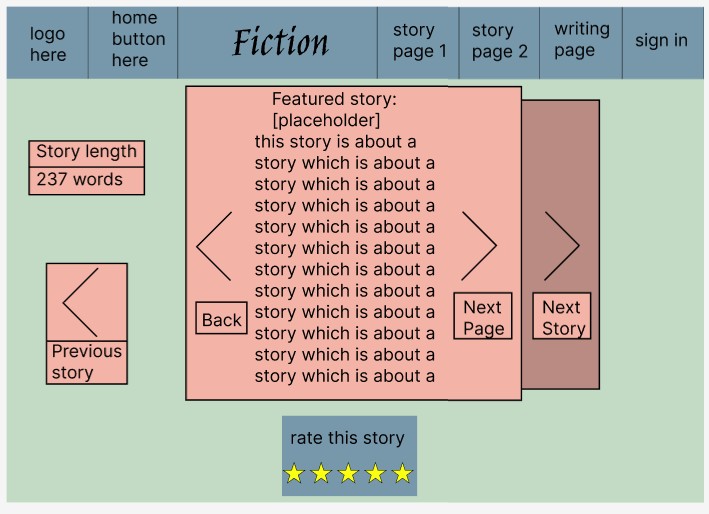 logo
here
home
button
here
Fiction
story
page 1
story
page 2
writing
page
sign in
Story length
237 words
Previous
story
Featured story:
[placeholder]
this story is about a
story which is about a
story which is about a
story which is about a
story which is about a
story which is about a
story which is about a
story which is about a
story which is about a
story which is about a
story which is about a
story which is about a
Back
Next
Page
Next
Story
rate this story